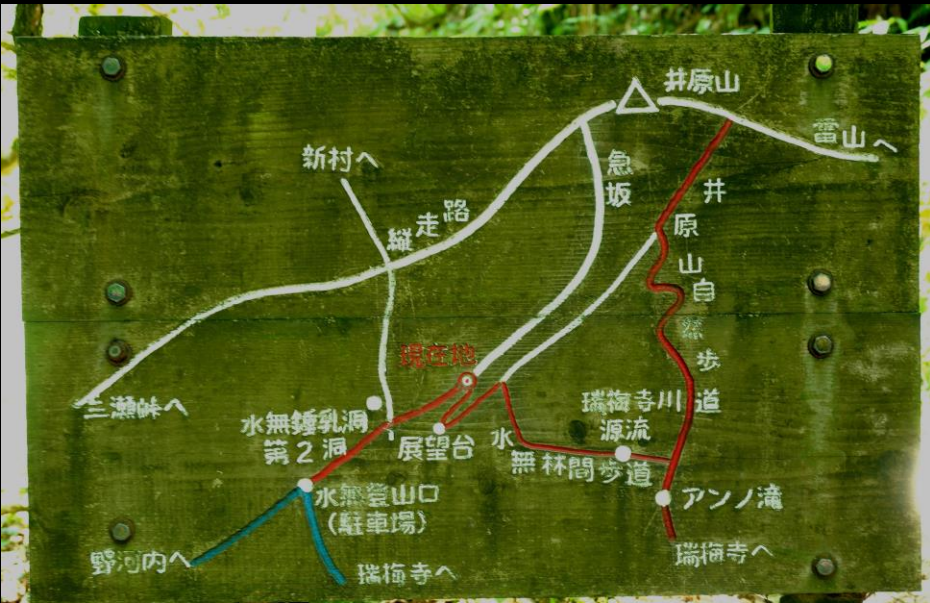 井原山
雷山へ
新村へ
急坂
縦走路
井原山自然歩道
現在地
三瀬峠へ
水無鍾乳洞
第2洞
展望台
瑞梅寺川
源流
水無林間歩道
水無登山口
(駐車場)
アンノ滝
野河内へ
瑞梅寺へ
瑞梅寺へ